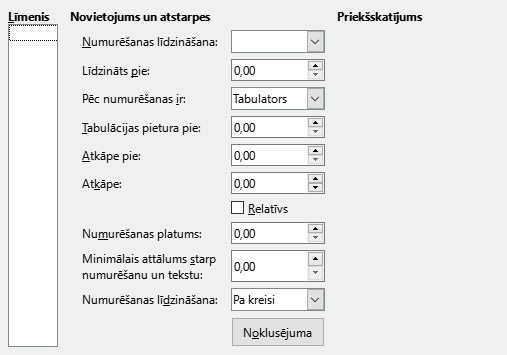 Līmenis
Novietojums un atstarpes
Priekšskatījums
Numurēšanas līdzināšana:
Līdzināts pie: 0,00
Pēc numurēšanas ir: Tabulators
Tabulācijas pietura pie: 0,00
Atkāpe pie: 0,00
Atkāpe: 0,00
Relatīvs
Numurēšanas platums: 0,00
Minimālais attālums starp
numurēšanu un tekstu: 0,00
Numurēšanas līdzināšana: Pa kreisi
Noklusējuma